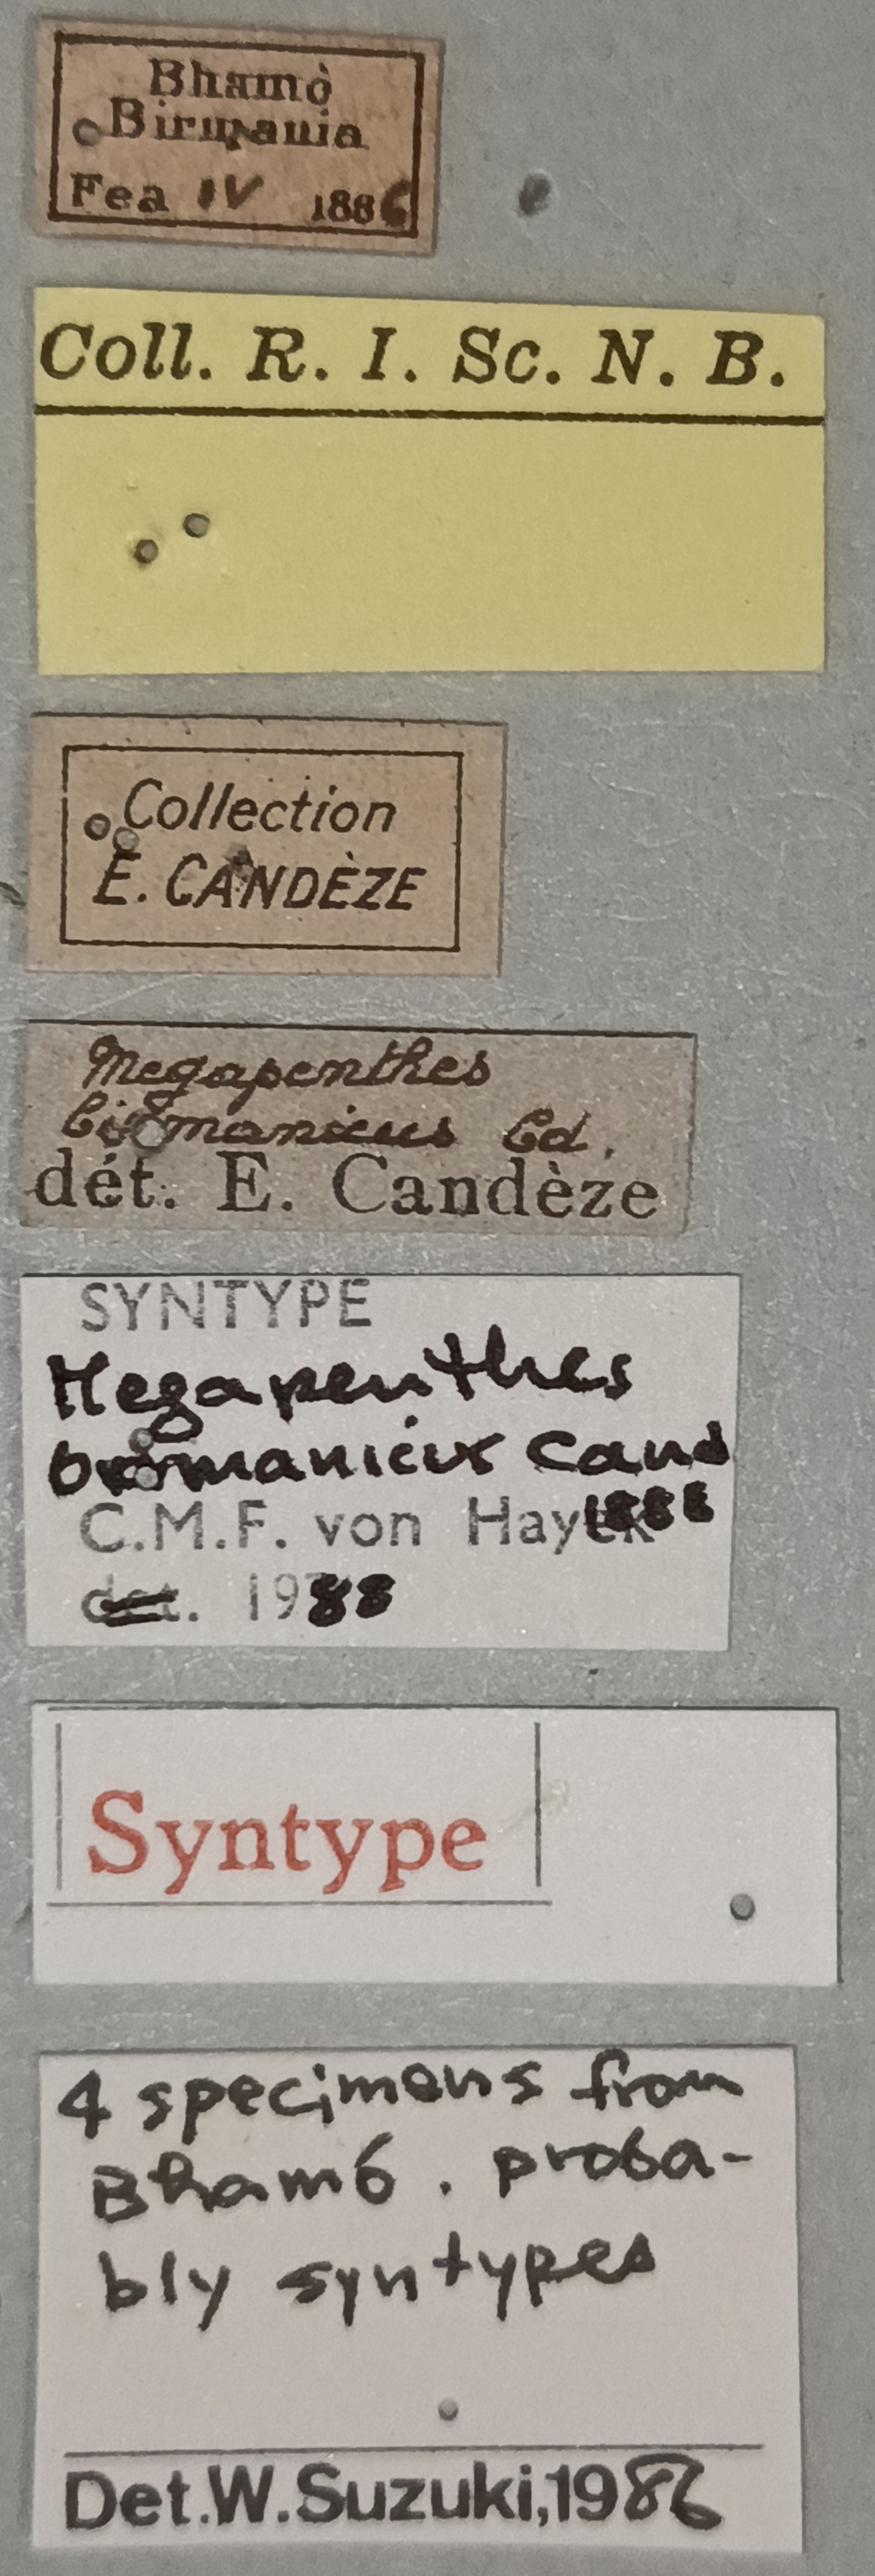 Bhamò
Birmania
Fea IV 1886
Coll. R. I. Sc. N. B.
Collection
E. CANDÈZE
Megapenthes
birmanicus Cd.
dét. E. Candèze
SYNTYPE
Megapenthes
birmanicus Cand
C.M.F. von Hayek 1888
det. 1988
Syntype
4 specimens from
Bhamó. proba-
bly syntypes
Det.W.Suzuki,1986